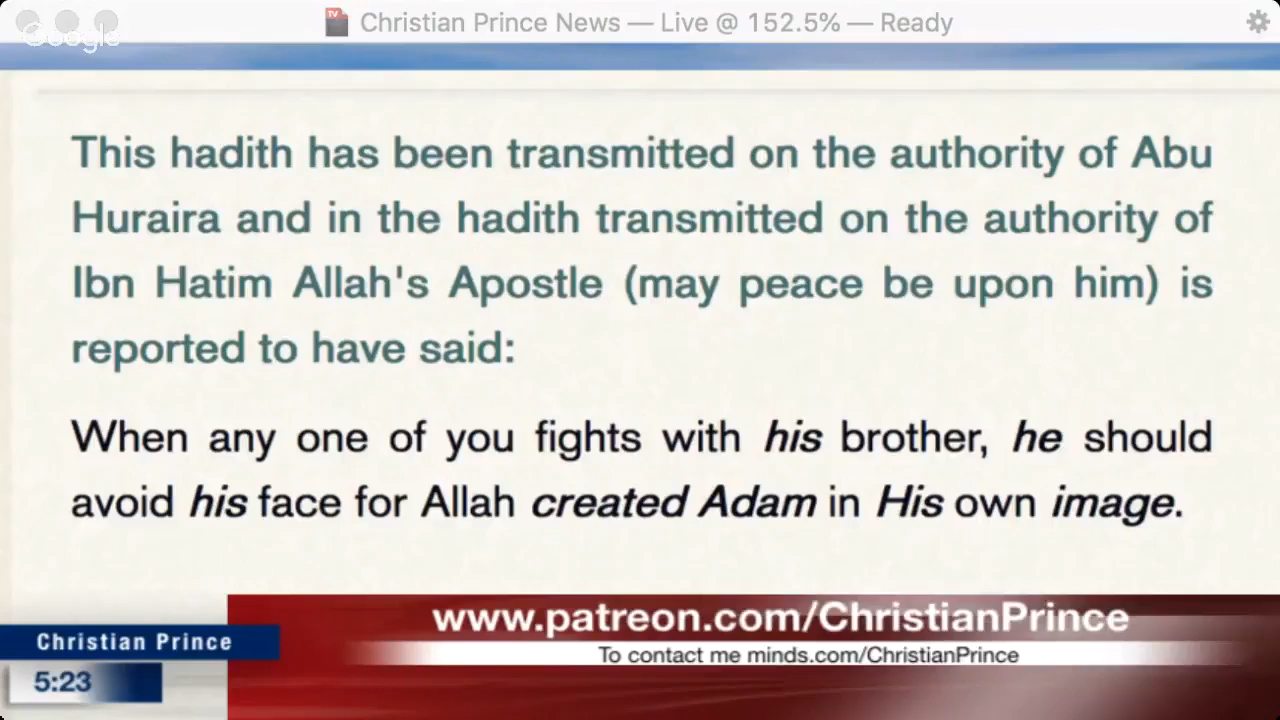 Christian Prince News — Live @ 152.5% — Ready
Google
This hadith has been transmitted on the authority of Abu
Huraira and in the hadith transmitted on the authority of
Ibn Hatim Allah's Apostle (may peace be upon him) is
reported to have said:
When any one of you fights with his brother, he should
avoid his face for Allah created Adam in His own image.
www.patreon.com/ChristianPrince
Christian Prince
To contact me minds.com/ChristianPrince
5:23